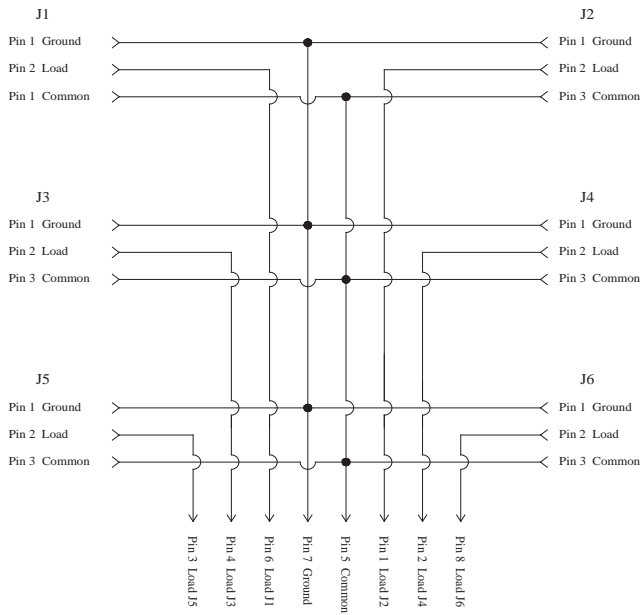 J1
J2
Pin 1 Ground
Pin 1 Ground
Pin 2 Load
Pin 2 Load
Pin 1 Common
Pin 3 Common
J3
J4
Pin 1 Ground
Pin 1 Ground
Pin 2 Load
Pin 2 Load
Pin 3 Common
Pin 3 Common
J5
J6
Pin 1 Ground
Pin 1 Ground
Pin 2 Load
Pin 2 Load
Pin 3 Common
Pin 3 Common
Pin 3 Load J5
Pin 4 Load J3
Pin 6 Load J1
Pin 7 Ground
Pin 5 Common
Pin 1 Load J2
Pin 2 Load J4
Pin 8 Load J6